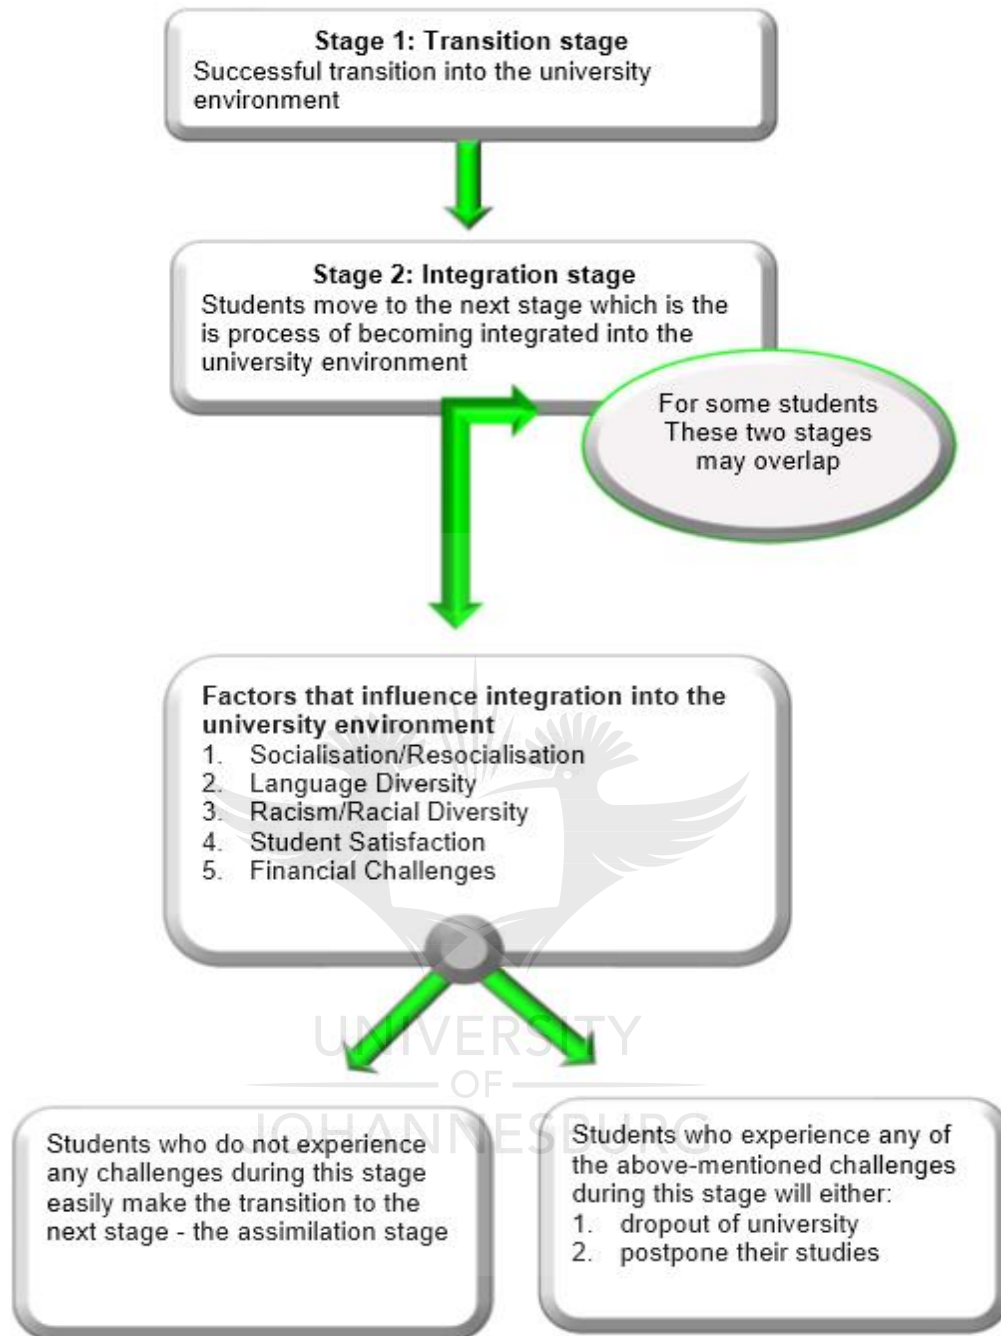 Stage 1: Transition stage
Successful transition into the university
environment
Stage 2: Integration stage
Students move to the next stage which is the
is process of becoming integrated into the
university environment
For some students
These two stages
may overlap
Factors that influence integration into the
university environment
1. Socialisation/Resocialisation
2. Language Diversity
3. Racism/Racial Diversity
4. Student Satisfaction
5. Financial Challenges
UNIVERSITY
OF
JOHANNESBURG
Students who do not experience
any challenges during this stage
easily make the transition to the
next stage - the assimilation stage
Students who experience any of
the above-mentioned challenges
during this stage will either:
1. dropout of university
2. postpone their studies